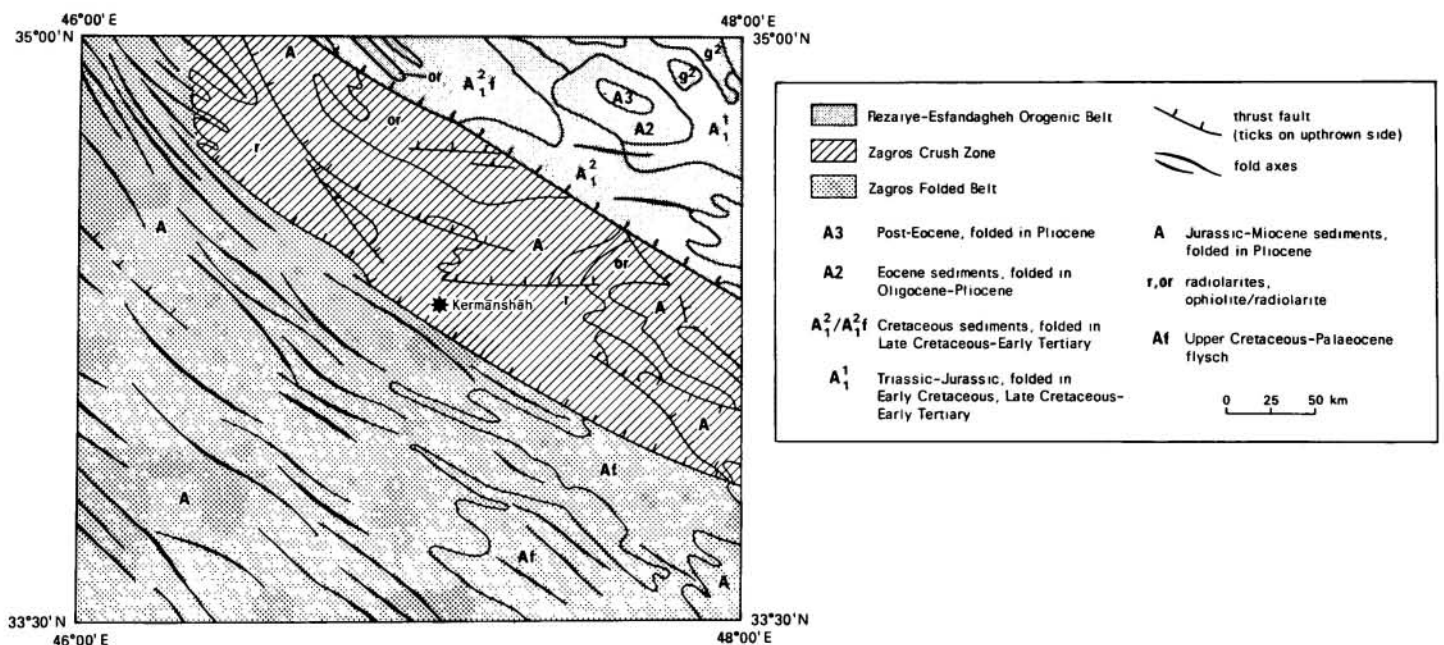 46°00' E
48°00' E
35°00' N
35°00' N
A
or
A₁²f
g²
g²
A3
A2
A₁¹
or
r
A₁²
A
A
or
r
A
Kermānshāh
A
Af
A
Af
A
33°30' N
33°30' N
46°00' E
48°00' E
Rezaiye-Esfandagheh Orogenic Belt
Zagros Crush Zone
Zagros Folded Belt
thrust fault
(ticks on upthrown side)
fold axes
A3 Post-Eocene, folded in Pliocene
A2 Eocene sediments, folded in
Oligocene-Pliocene
A₁²/A₁²f Cretaceous sediments, folded in
Late Cretaceous-Early Tertiary
A₁¹ Triassic-Jurassic, folded in
Early Cretaceous, Late Cretaceous-
Early Tertiary
A Jurassic-Miocene sediments,
folded in Pliocene
r,or radiolarites,
ophiolite/radiolarite
Af Upper Cretaceous-Palaeocene
flysch
0 25 50 km